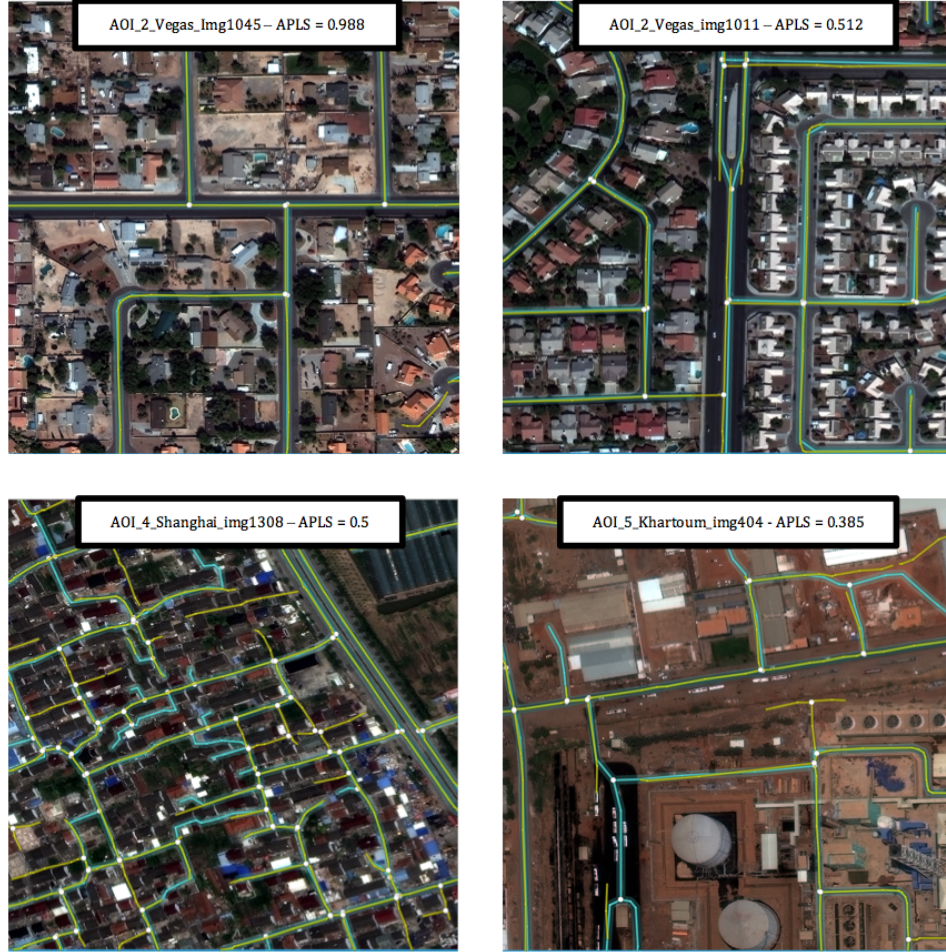 AOI_2_Vegas_Img1045 – APLS = 0.988
AOI_2_Vegas_img1011 – APLS = 0.512
AOI_4_Shanghai_img1308 – APLS = 0.5
AOI_5_Khartoum_img404 - APLS = 0.385